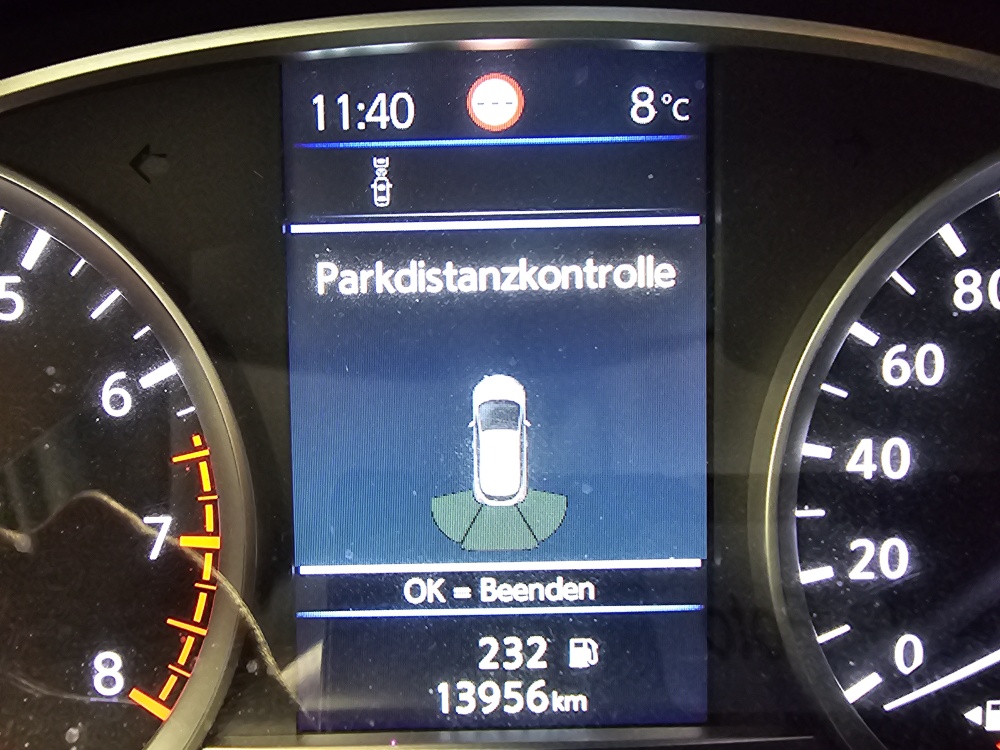 11:40 --- 8°C
Parkdistanzkontrolle
OK = Beenden
232
13956km
5
6
7
8
80
60
40
20
0